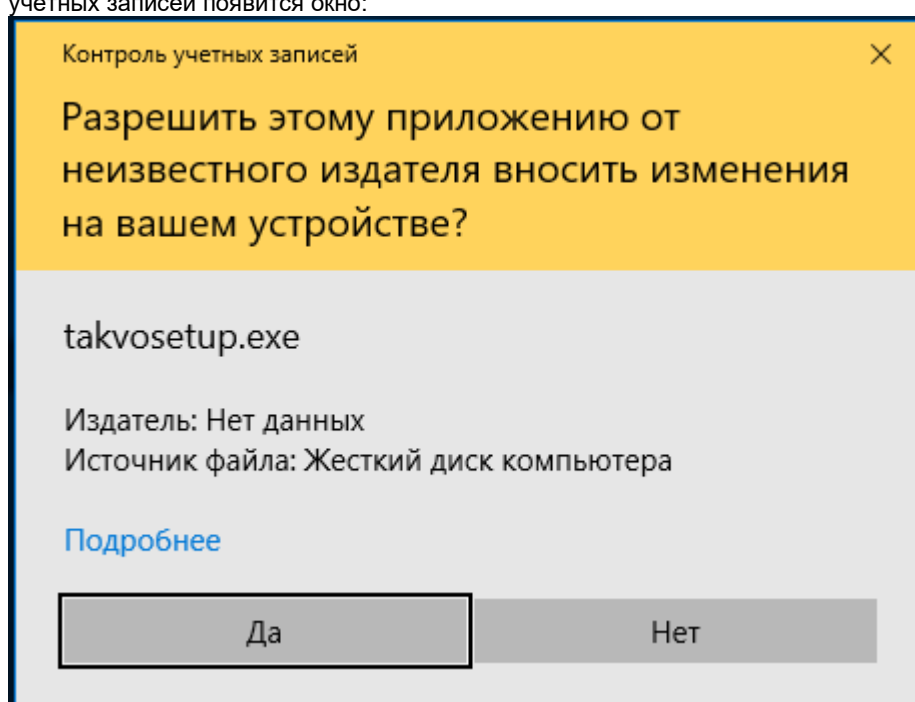 учетных записей появится окно:
Контроль учетных записей
Разрешить этому приложению от
неизвестного издателя вносить изменения
на вашем устройстве?
takvosetup.exe
Издатель: Нет данных
Источник файла: Жесткий диск компьютера
Подробнее
Да
Нет